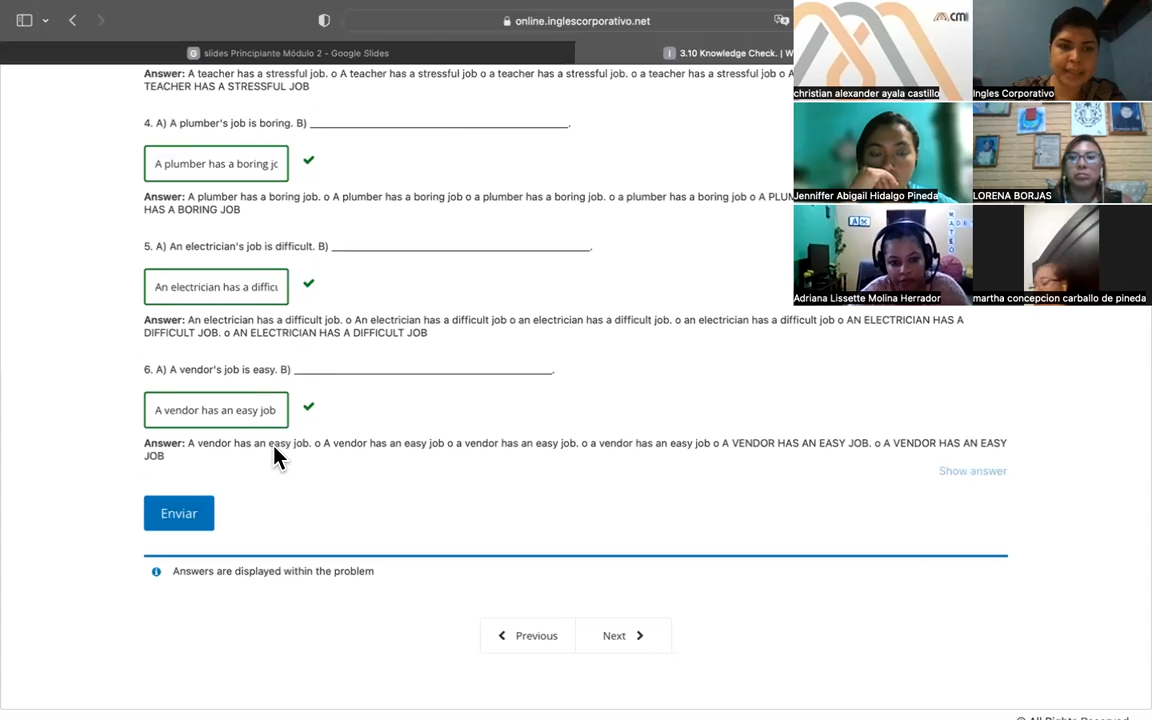 online.inglescorporativo.net
slides Principiante Módulo 2 - Google Slides
3.10 Knowledge Check. | W
CMI
christian alexander ayala castillo
Ingles Corporativo
Answer: A teacher has a stressful job. o A teacher has a stressful job o a teacher has a stressful job. o a teacher has a stressful job o A
TEACHER HAS A STRESSFUL JOB
4. A) A plumber's job is boring. B) ________________________________________.
A plumber has a boring jc
Jenniffer Abigail Hidalgo Pineda
LORENA BORJAS
Answer: A plumber has a boring job. o A plumber has a boring job o a plumber has a boring job. o a plumber has a boring job o A PLUM
HAS A BORING JOB
5. A) An electrician's job is difficult. B) ________________________________________.
An electrician has a difficu
Adriana Lissette Molina Herrador
martha concepcion carballo de pineda
Answer: An electrician has a difficult job. o An electrician has a difficult job o an electrician has a difficult job. o an electrician has a difficult job o AN ELECTRICIAN HAS A
DIFFICULT JOB. o AN ELECTRICIAN HAS A DIFFICULT JOB
6. A) A vendor's job is easy. B) ________________________________________.
A vendor has an easy job
Answer: A vendor has an easy job. o A vendor has an easy job o a vendor has an easy job. o a vendor has an easy job o A VENDOR HAS AN EASY JOB. o A VENDOR HAS AN EASY
JOB
Show answer
Enviar
Answers are displayed within the problem
Previous
Next
© All Rights Reserved